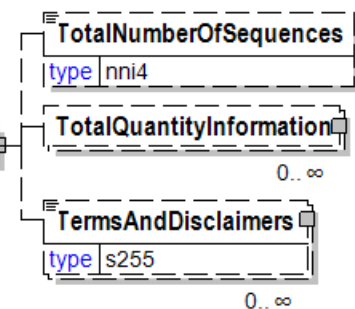 TotalNumberOfSequences
type nni4
TotalQuantityInformation
0.. ∞
TermsAndDisclaimers
type s255
0.. ∞